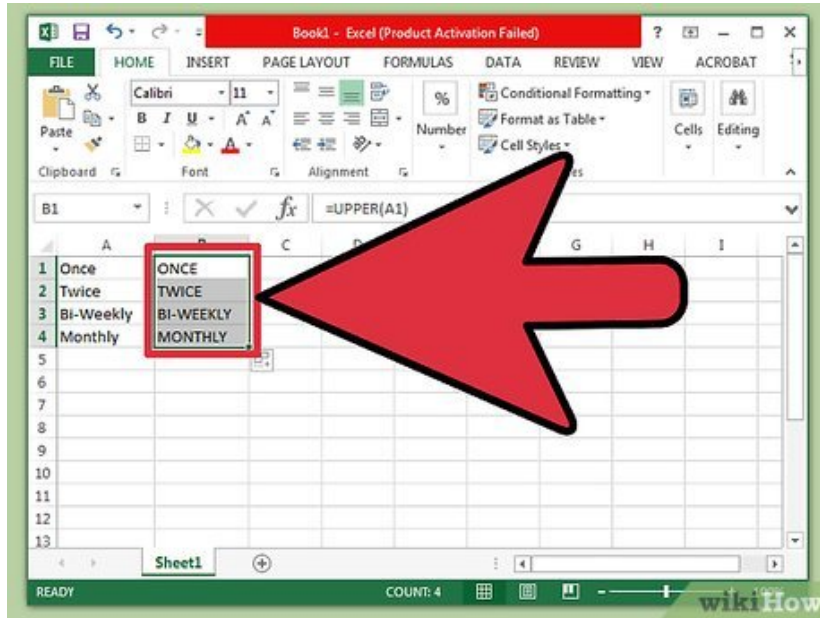 Book1 - Excel (Product Activation Failed)
?
FILE HOME INSERT PAGE LAYOUT FORMULAS DATA REVIEW VIEW ACROBAT
Paste
Calibri 11
B I U A A
A
%
Number
Conditional Formatting
Format as Table
Cell Styles
Cells
Editing
Clipboard Font Alignment
B1 fx =UPPER(A1)
A C G H I
1 Once ONCE
2 Twice TWICE
3 Bi-Weekly BI-WEEKLY
4 Monthly MONTHLY
5
6
7
8
9
10
11
12
13
Sheet1
READY COUNT: 4
wikiHow